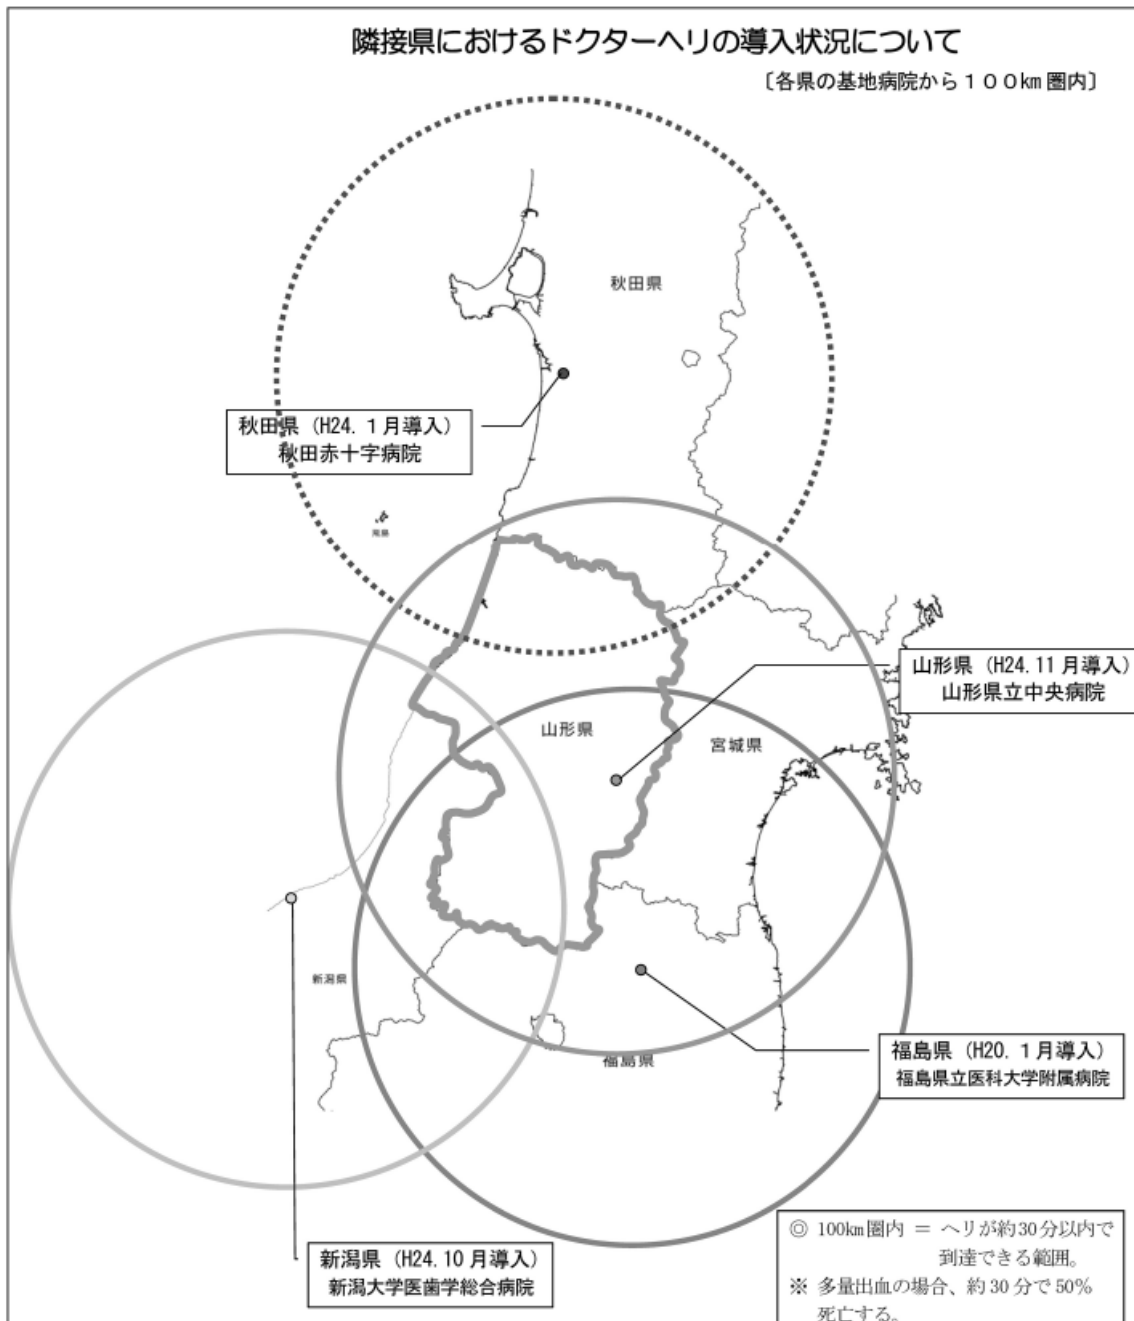 隣接県におけるドクターヘリの導入状況について
〔各県の基地病院から１００km圏内〕
秋田県
秋田県（H24.１月導入）
秋田赤十字病院
飛島
山形県（H24.11月導入）
山形県立中央病院
山形県
宮城県
新潟県
福島県
福島県（H20.１月導入）
福島県立医科大学附属病院
新潟県（H24.10月導入）
新潟大学医歯学総合病院
◎ 100km圏内 ＝ ヘリが約30分以内で
到達できる範囲。
※ 多量出血の場合、約30分で50%
死亡する。